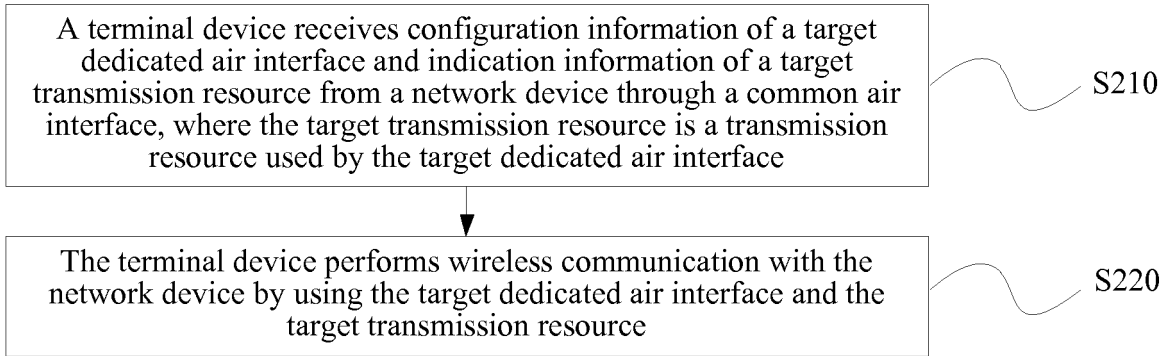 A terminal device receives configuration information of a target
dedicated air interface and indication information of a target
transmission resource from a network device through a common air
interface, where the target transmission resource is a transmission
resource used by the target dedicated air interface
S210
The terminal device performs wireless communication with the
network device by using the target dedicated air interface and the
target transmission resource
S220